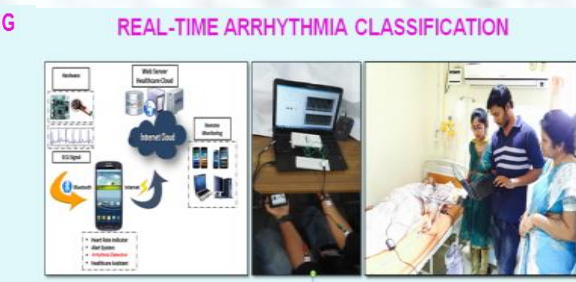 G
REAL-TIME ARRHYTHMIA CLASSIFICATION
Hardware
Web Server
Healthcare Cloud
Internet Cloud
Remote
Monitoring
ECG Signal
Bluetooth
Internet
Heart Rate Indicator
Alert System
Arrhythmia Detection
Healthcare Assistant